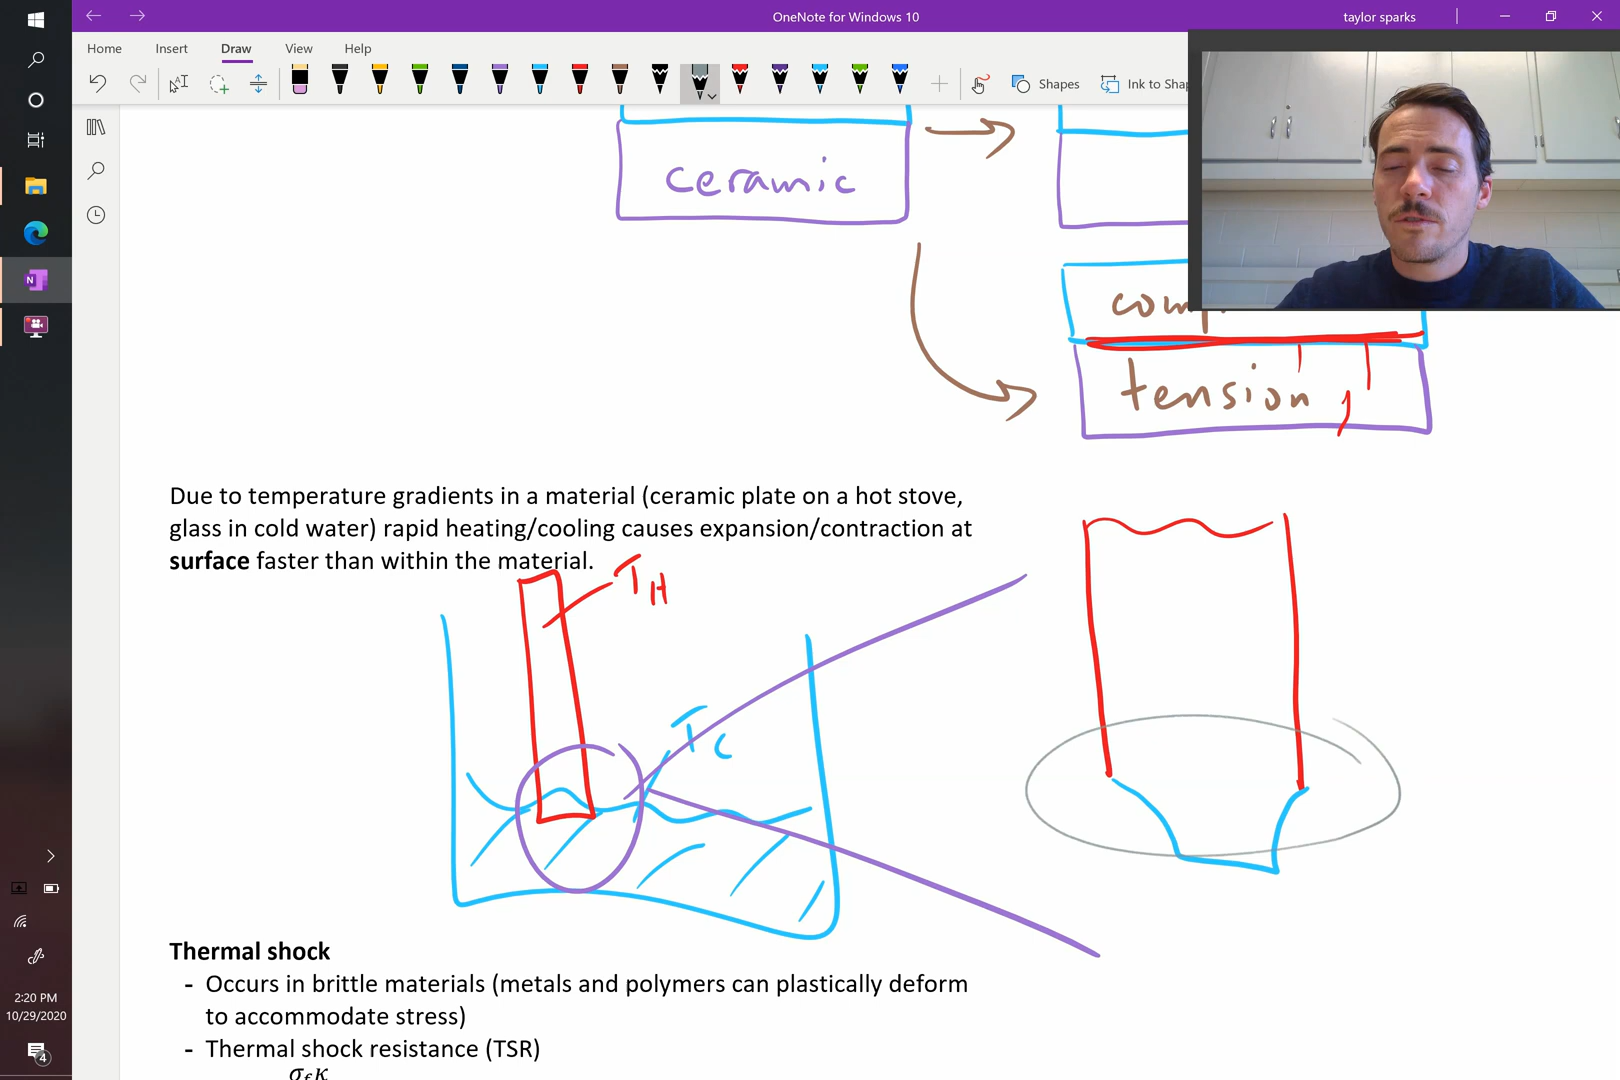 OneNote for Windows 10
taylor sparks
Home Insert Draw View Help
Shapes
Ink to Shap
ceramic
comp
tension
Due to temperature gradients in a material (ceramic plate on a hot stove,
glass in cold water) rapid heating/cooling causes expansion/contraction at
surface faster than within the material.
TH
TC
Thermal shock
- Occurs in brittle materials (metals and polymers can plastically deform
to accommodate stress)
- Thermal shock resistance (TSR)
2:20 PM
10/29/2020
4